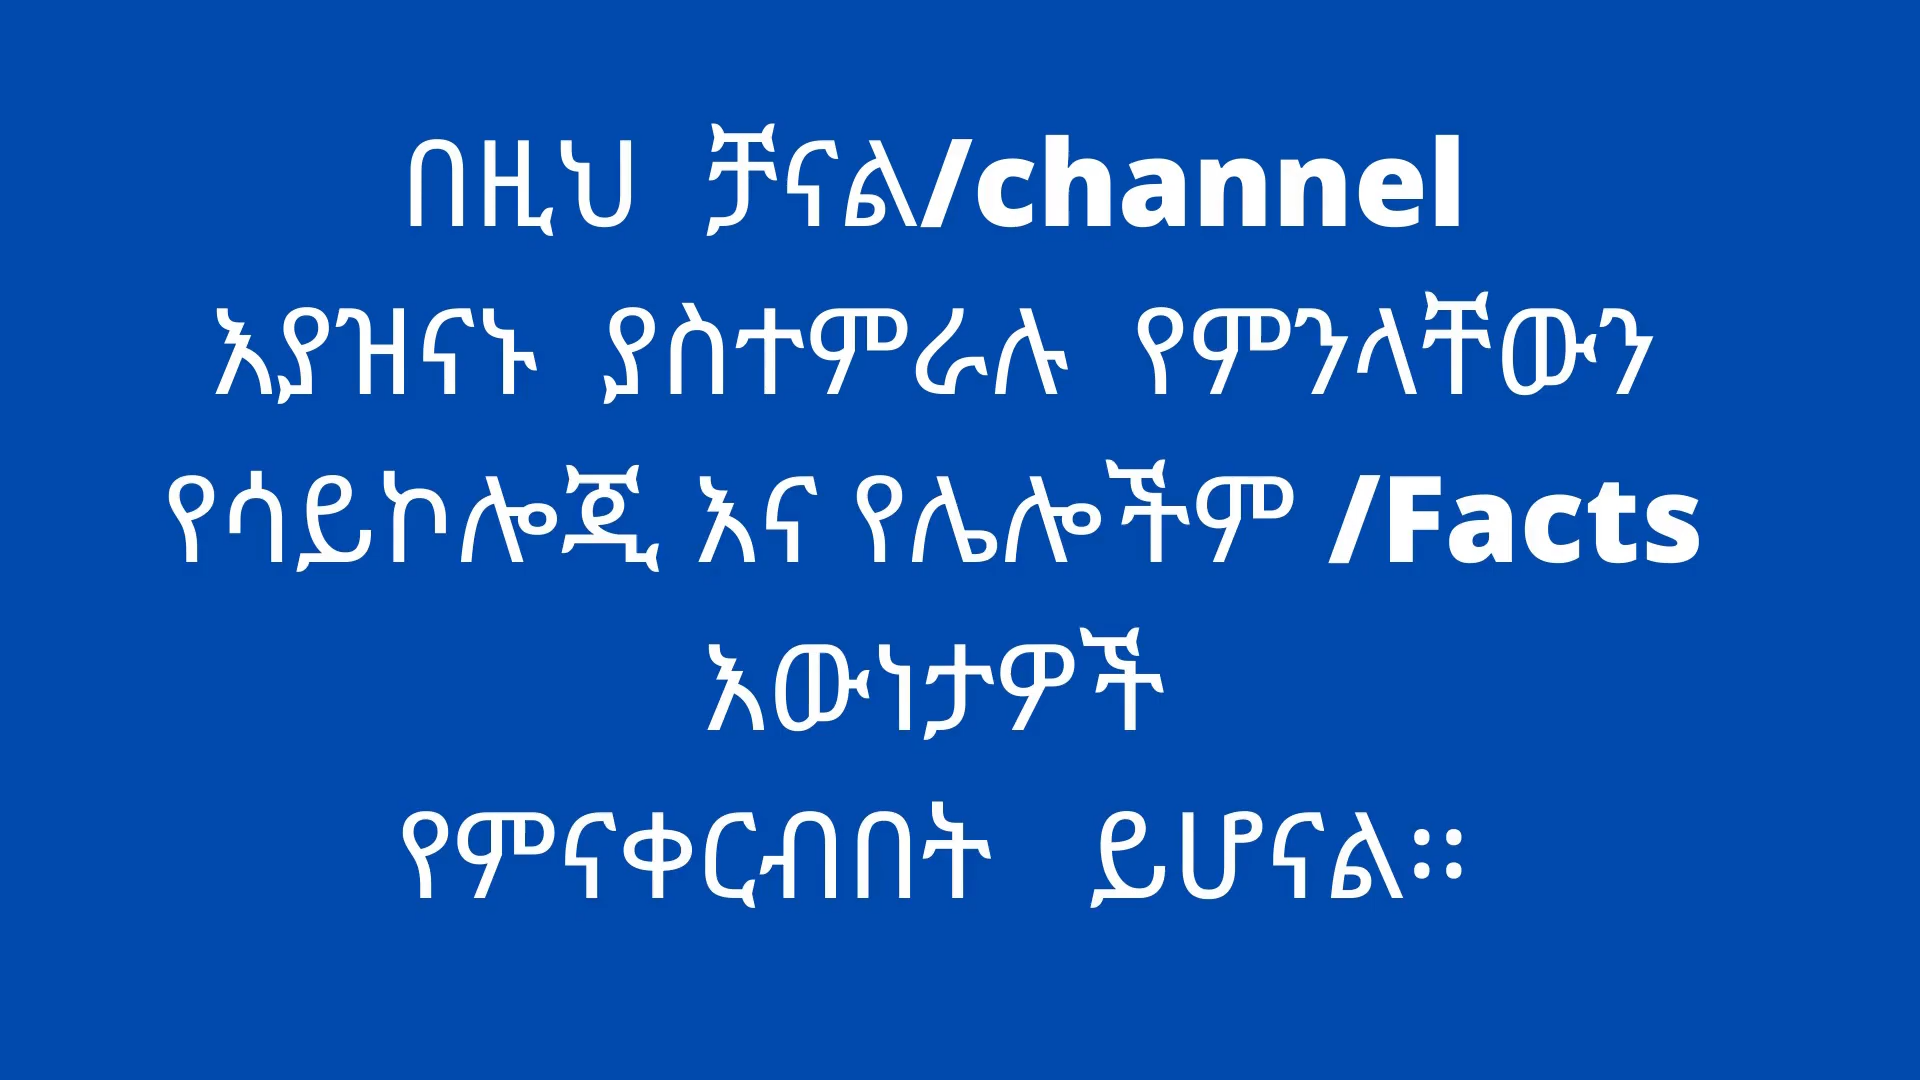 በዚህ ቻናል/channel
እያዝናኑ ያስተምራሉ የምንላቸውን
የሳይኮሎጂ እና የሌሎችም /Facts
እውነታዎች
የምናቀርብበት ይሆናል።